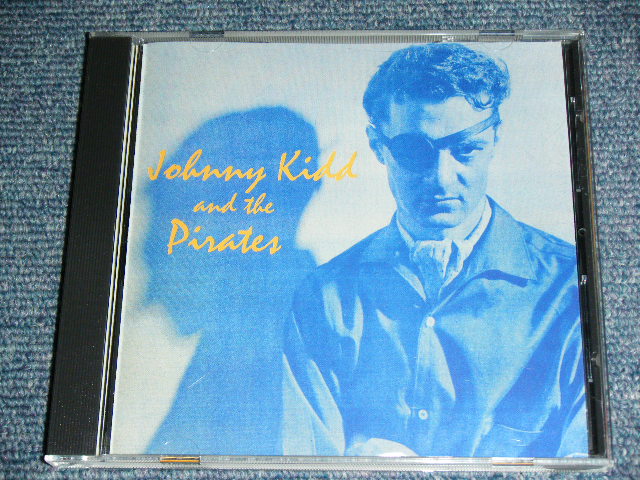 Johnny Kidd
and the
Pirates